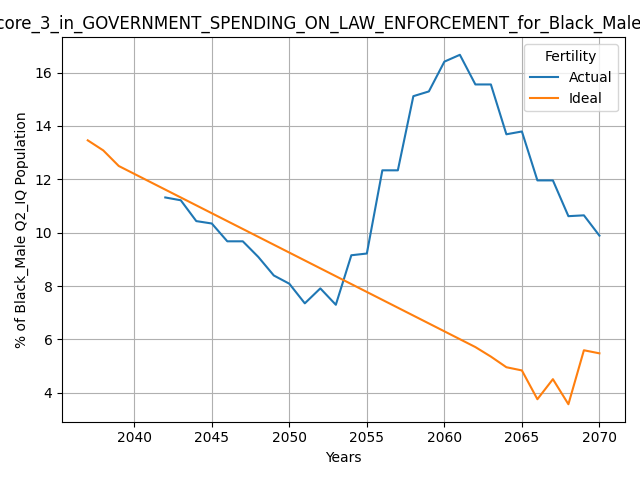 core_3_in_GOVERNMENT_SPENDING_ON_LAW_ENFORCEMENT_for_Black_Male
Fertility
Actual
Ideal
% of Black_Male Q2_IQ Population
16
14
12
10
8
6
4
2040 2045 2050 2055 2060 2065 2070
Years